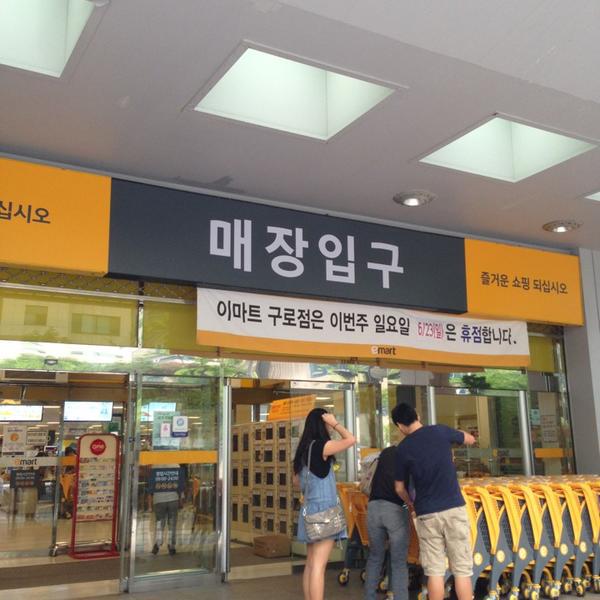 십시오
매장입구
즐거운 쇼핑 되십시오
이마트 구로점은 이번주 일요일 6/23(일)은 휴점합니다.
emart
emart